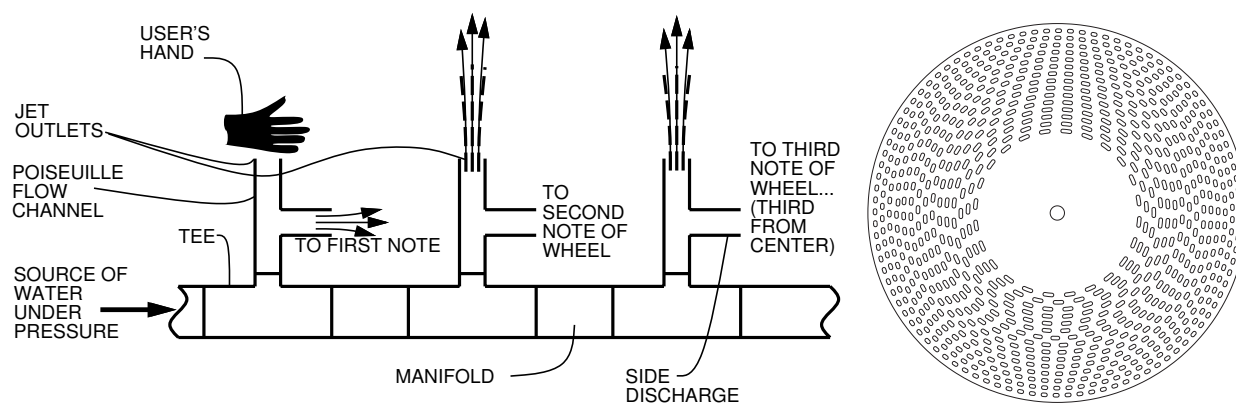 USER'S
HAND
JET
OUTLETS
POISEUILLE
FLOW
CHANNEL
TEE
SOURCE OF
WATER
UNDER
PRESSURE
TO FIRST NOTE
TO
SECOND
NOTE OF
WHEEL
TO THIRD
NOTE OF
WHEEL...
(THIRD
FROM
CENTER)
MANIFOLD
SIDE
DISCHARGE